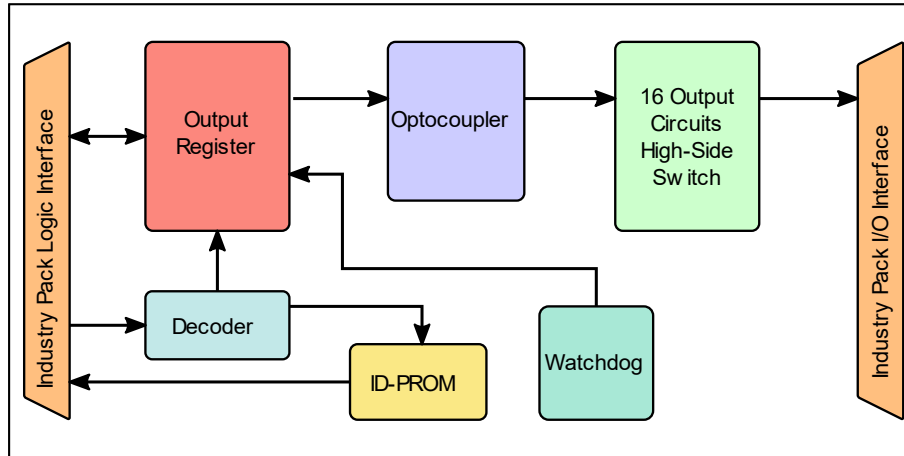 Industry Pack Logic Interface
Output
Register
Optocoupler
16 Output
Circuits
High-Side
Switch
Industry Pack I/O Interface
Decoder
ID-PROM
Watchdog